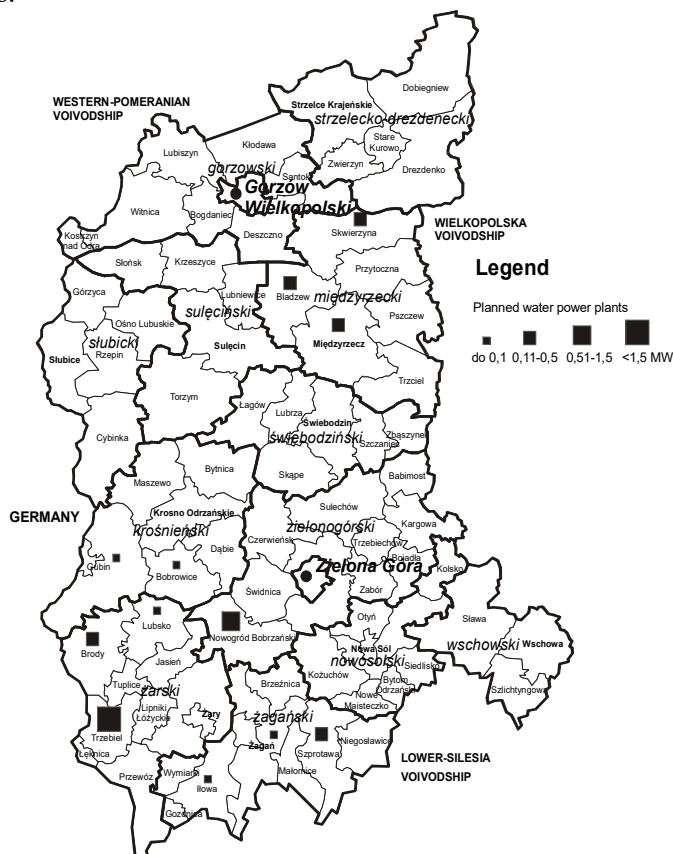 WESTERN-POMERANIAN
VOIVODSHIP
Dobiegniew
Strzelce Krajeńskie
strzelecko-drezdenecki
Kłodawa
Stare
Kurowo
Lubiszyn
gorzowski
Zwierzyn
Drezdenko
Santok
Gorzów
Wielkopolski
Witnica
Bogdaniec
Deszczno
Skwierzyna
WIELKOPOLSKA
VOIVODSHIP
Kostrzyn
nad Odrą
Słońsk
Krzeszyce
Przytoczna
Legend
Górzyca
Lubniewice
Bladzew
międzyrzecki
sulęciński
Pszczew
Planned water power plants
Ośno Lubuskie
słubicki
Słubice
Rzepin
Sulęcin
Międzyrzecz
do 0,1 0,11-0,5 0,51-1,5 <1,5 MW
Trzciel
Torzym
Łagów
Lubrza
Świebodzin
świebodziński
Zbąszynek
Szczaniec
Cybinka
Bytnica
Skąpe
Babimost
Maszewo
Sulechów
GERMANY
Krosno Odrzańskie
krośnieński
Czerwieńsk
zielonogórski
Kargowa
Trzebiechów
Dąbie
Bojadła
Gubin
Bobrowice
Zielona Góra
Kolsko
Świdnica
Zabór
Lubsko
Otyń
Sława
Brody
Nowogród Bobrzański
Nowa Sól
nowosolski
wschowski
Wschowa
Jasień
Kożuchów
Siedlisko
Tuplice
żarski
Brzeźnica
Bytom
Odrzański
Szlichtyngowa
Lipniki
Łóżyckie
Żary
żagański
Nowe
Maisteczko
Trzebiel
Żagań
Niegosławice
Łęknica
Szprotawa
LOWER-SILESIA
VOIVODSHIP
Przewóz
Wymiarki
Iłowa
Małomice
Gozdnica